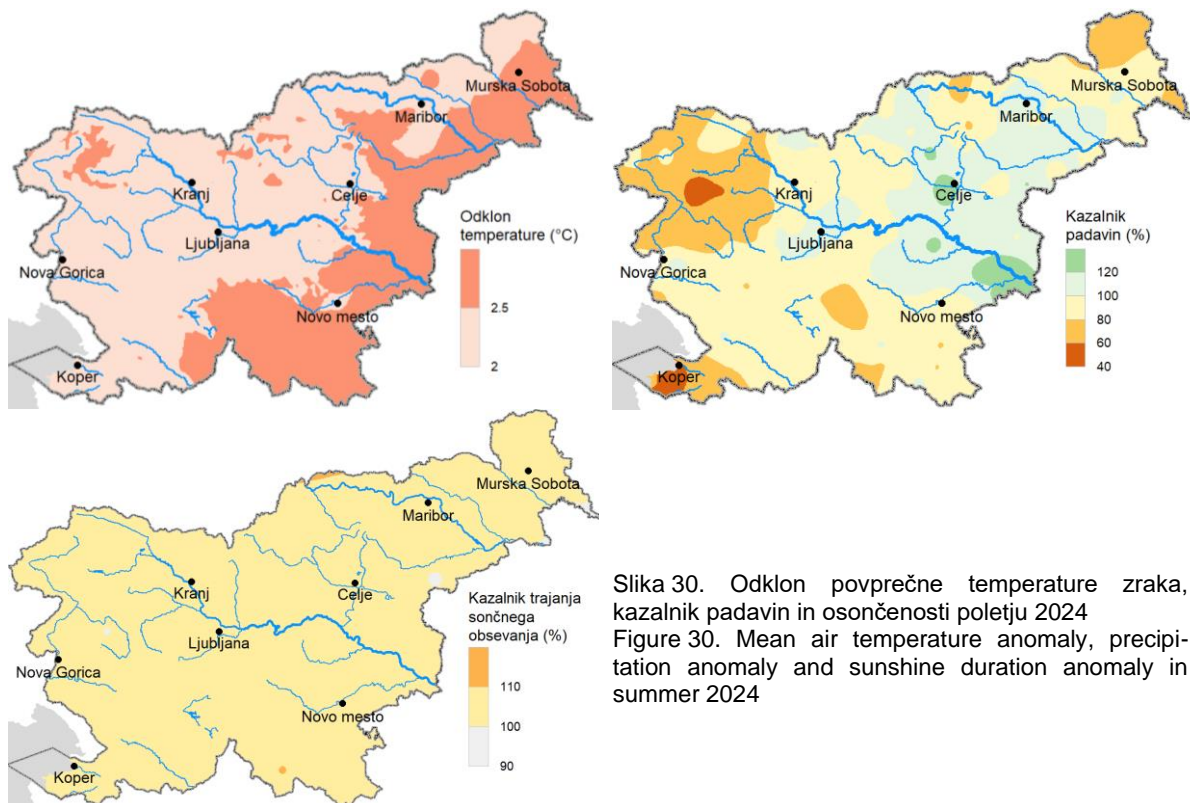 Murska Sobota
Maribor
Kranj
Celje
Ljubljana
Nova Gorica
Novo mesto
Koper
Odklon
temperature (°C)
2.5
2
Murska Sobota
Maribor
Kranj
Celje
Ljubljana
Nova Gorica
Novo mesto
Koper
Kazalnik
padavin (%)
120
100
80
60
40
Murska Sobota
Maribor
Kranj
Celje
Ljubljana
Nova Gorica
Novo mesto
Koper
Kazalnik trajanja
sončnega
obsevanja (%)
110
100
90
Slika 30. Odklon povprečne temperature zraka,
kazalnik padavin in osončenosti poletju 2024
Figure 30. Mean air temperature anomaly, precipi-
tation anomaly and sunshine duration anomaly in
summer 2024